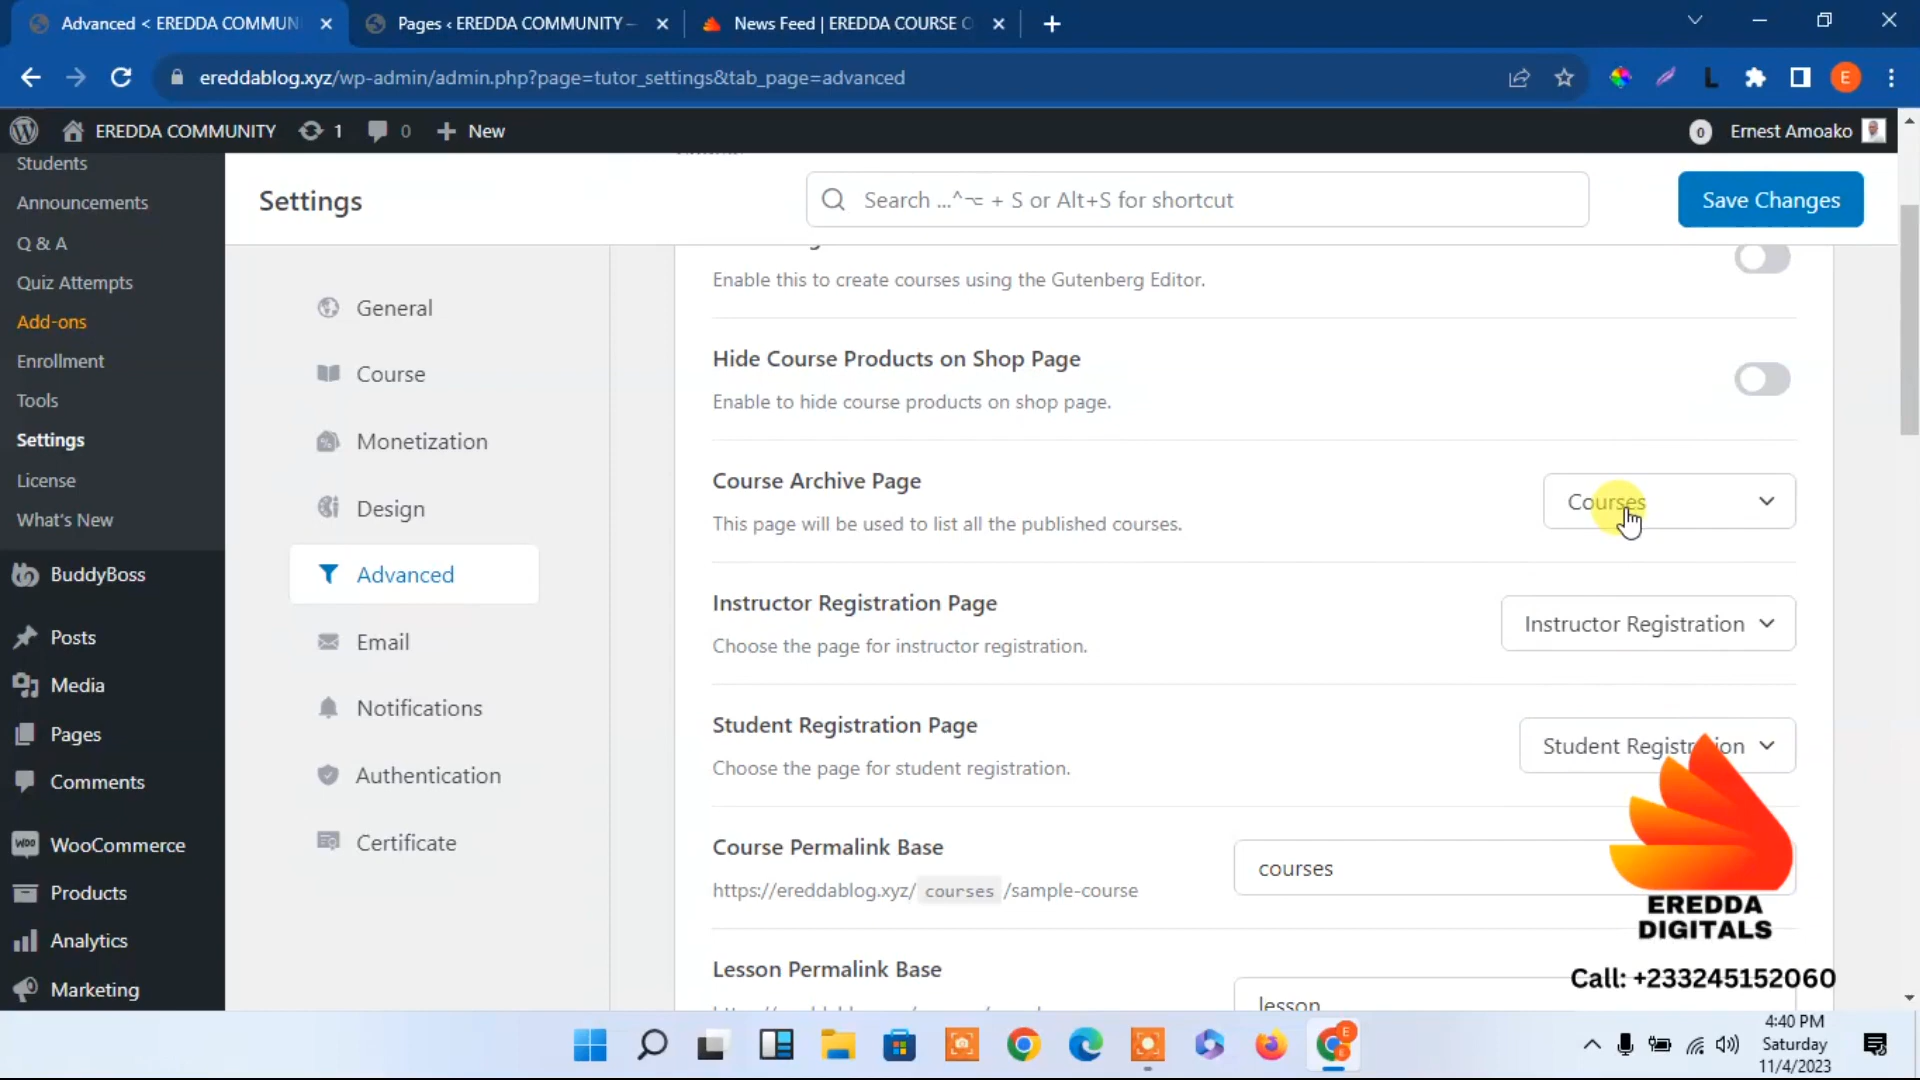 Advanced < EREDDA COMMUN
Pages ‹ EREDDA COMMUNITY —
News Feed | EREDDA COURSE C
ereddablog.xyz/wp-admin/admin.php?page=tutor_settings&tab_page=advanced
L
E
EREDDA COMMUNITY
1
0
New
0
Ernest Amoako
Students
Announcements
Q & A
Quiz Attempts
Add-ons
Enrollment
Tools
Settings
License
What's New
BuddyBoss
Posts
Media
Pages
Comments
WooCommerce
Products
Analytics
Marketing
Settings
Search ...^⌥ + S or Alt+S for shortcut
Save Changes
General
Course
Monetization
Design
Advanced
Email
Notifications
Authentication
Certificate
Enable this to create courses using the Gutenberg Editor.
Hide Course Products on Shop Page
Enable to hide course products on shop page.
Course Archive Page
Courses
This page will be used to list all the published courses.
Instructor Registration Page
Instructor Registration
Choose the page for instructor registration.
Student Registration Page
Student Registration
Choose the page for student registration.
Course Permalink Base
courses
https://ereddablog.xyz/ courses /sample-course
Lesson Permalink Base
lesson
EREDDA
DIGITALS
Call: +233245152060
4:40 PM
Saturday
11/4/2023